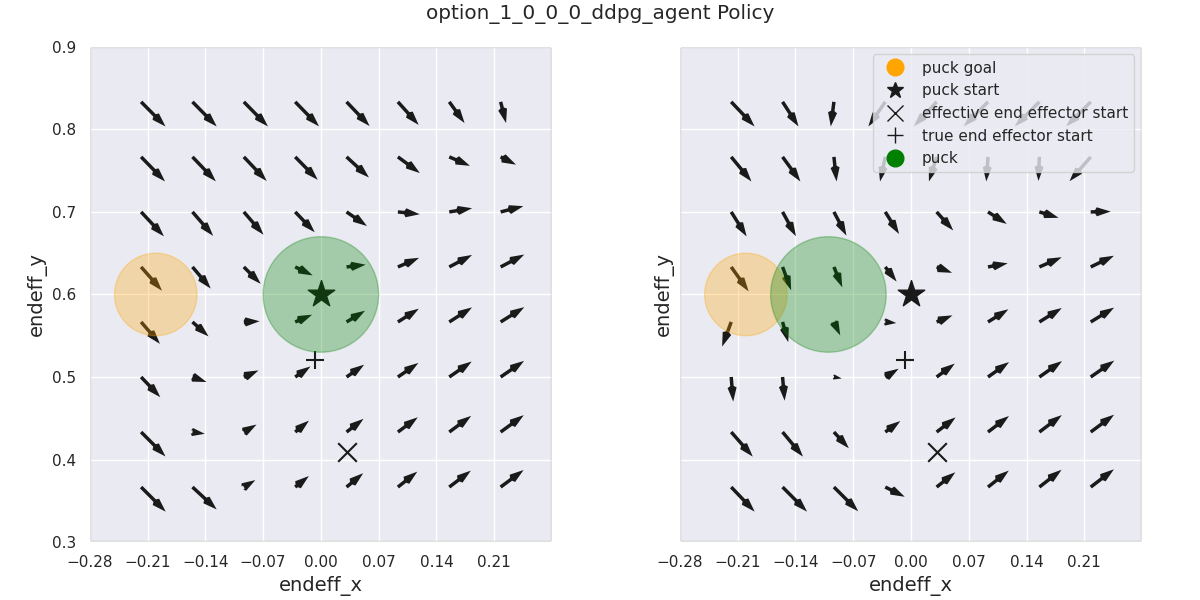 option_1_0_0_0_ddpg_agent Policy
endeff_y
0.9
0.8
0.7
0.6
0.5
0.4
0.3
−0.28 −0.21 −0.14 −0.07 0.00 0.07 0.14 0.21
endeff_x
endeff_y
puck goal
puck start
effective end effector start
true end effector start
puck
−0.28 −0.21 −0.14 −0.07 0.00 0.07 0.14 0.21
endeff_x